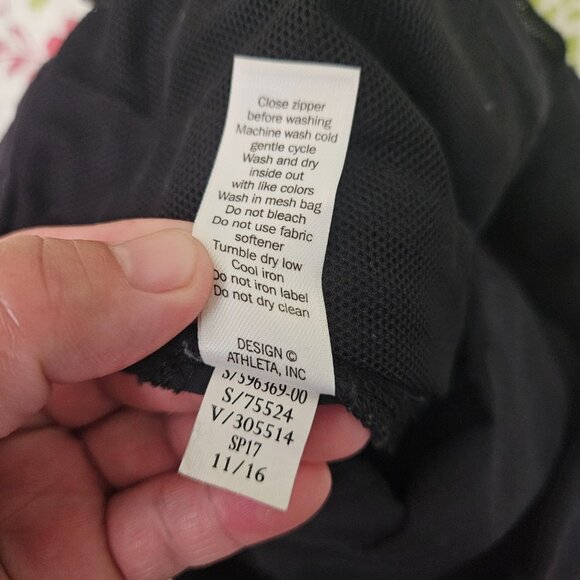 Close zipper
before washing
Machine wash cold
gentle cycle
Wash and dry
inside out
with like colors
Wash in mesh bag
Do not bleach
Do not use fabric
softener
Tumble dry low
Cool iron
Do not iron label
Do not dry clean
DESIGN ©
ATHLETA, INC
S/596369-00
S/75524
V/305514
SP17
11/16